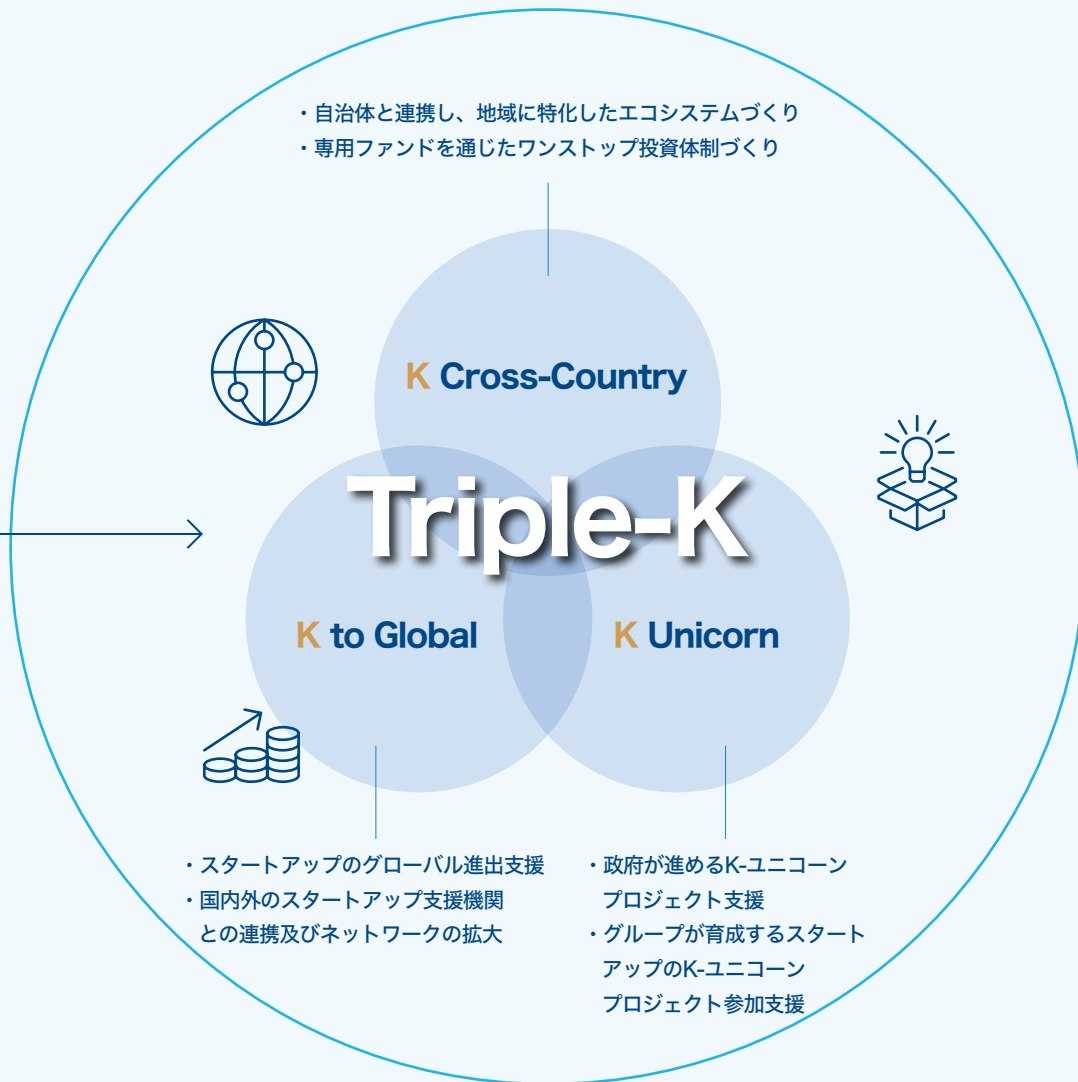 ・自治体と連携し、地域に特化したエコシステムづくり
・専用ファンドを通じたワンストップ投資体制づくり
K Cross-Country
Triple-K
K to Global
K Unicorn
・スタートアップのグローバル進出支援
・国内外のスタートアップ支援機関
との連携及びネットワークの拡大
・政府が進めるK-ユニコーン
プロジェクト支援
・グループが育成するスタート
アップのK-ユニコーン
プロジェクト参加支援